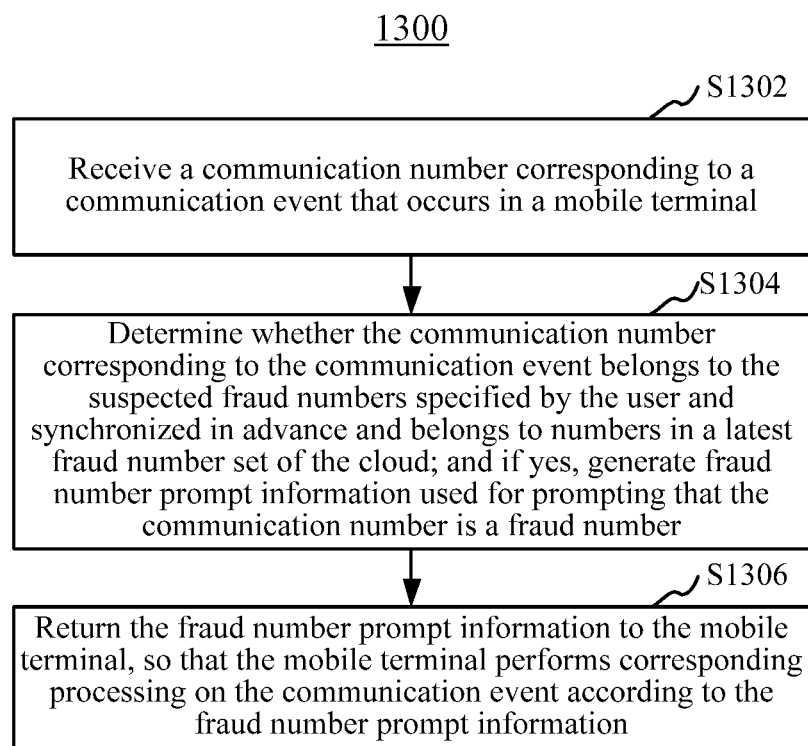 1300
S1302
Receive a communication number corresponding to a
communication event that occurs in a mobile terminal
S1304
Determine whether the communication number
corresponding to the communication event belongs to the
suspected fraud numbers specified by the user and
synchronized in advance and belongs to numbers in a latest
fraud number set of the cloud; and if yes, generate fraud
number prompt information used for prompting that the
communication number is a fraud number
S1306
Return the fraud number prompt information to the mobile
terminal, so that the mobile terminal performs corresponding
processing on the communication event according to the
fraud number prompt information